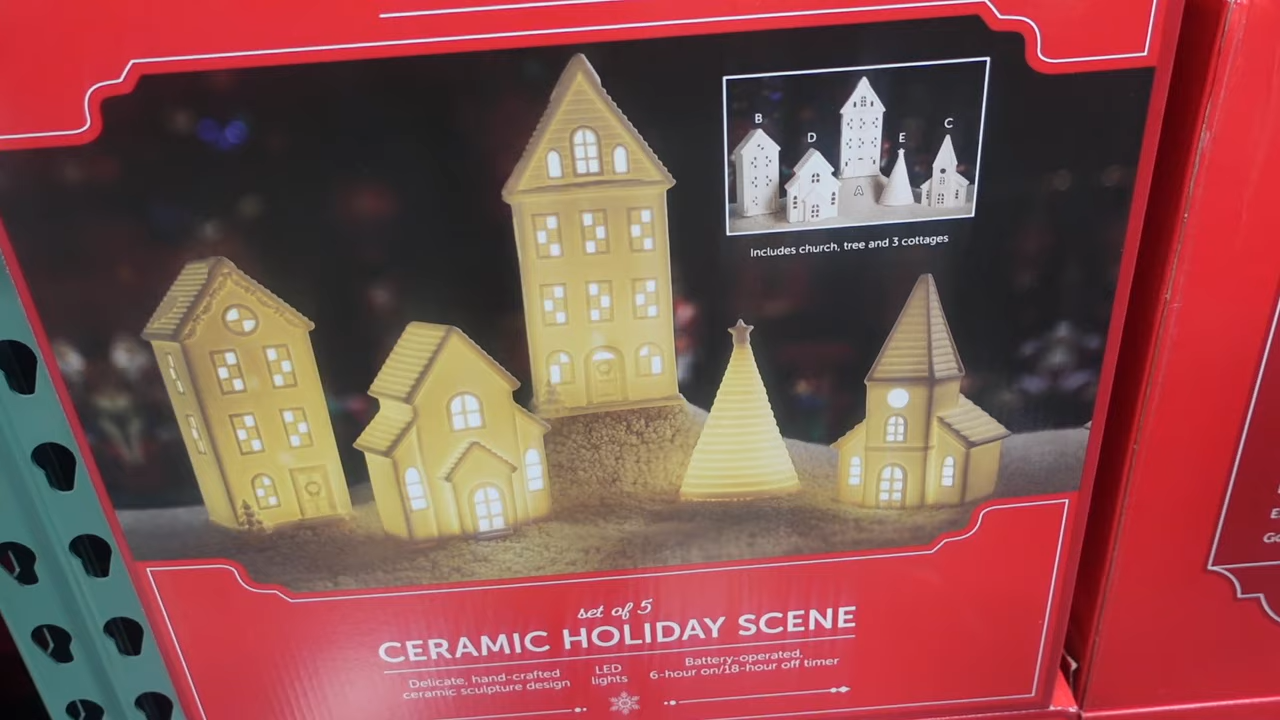 B
D
E
C
A
Includes church, tree and 3 cottages
set of 5
CERAMIC HOLIDAY SCENE
Delicate, hand-crafted
ceramic sculpture design
LED
lights
Battery-operated,
6-hour on/18-hour off timer